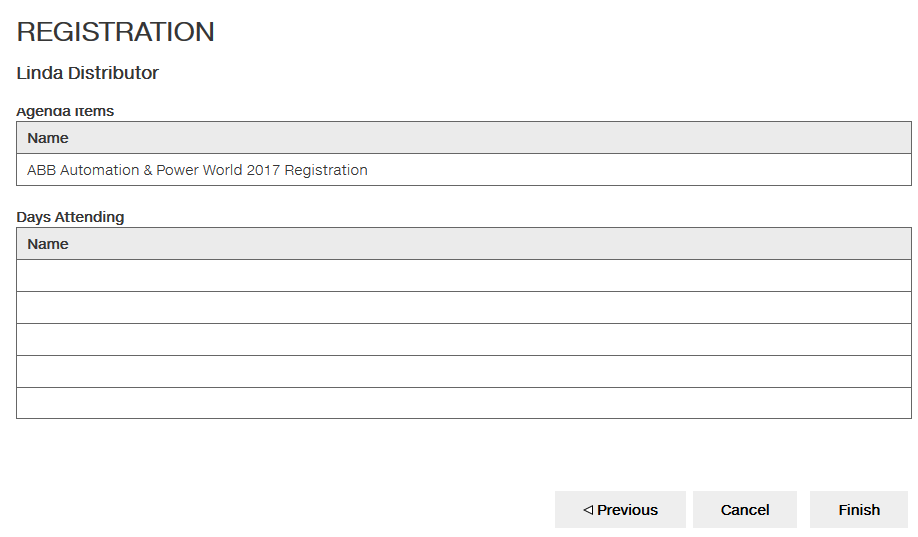 REGISTRATION
Linda Distributor
Agenda Items
Name
ABB Automation & Power World 2017 Registration
Days Attending
Name
Previous
Cancel
Finish